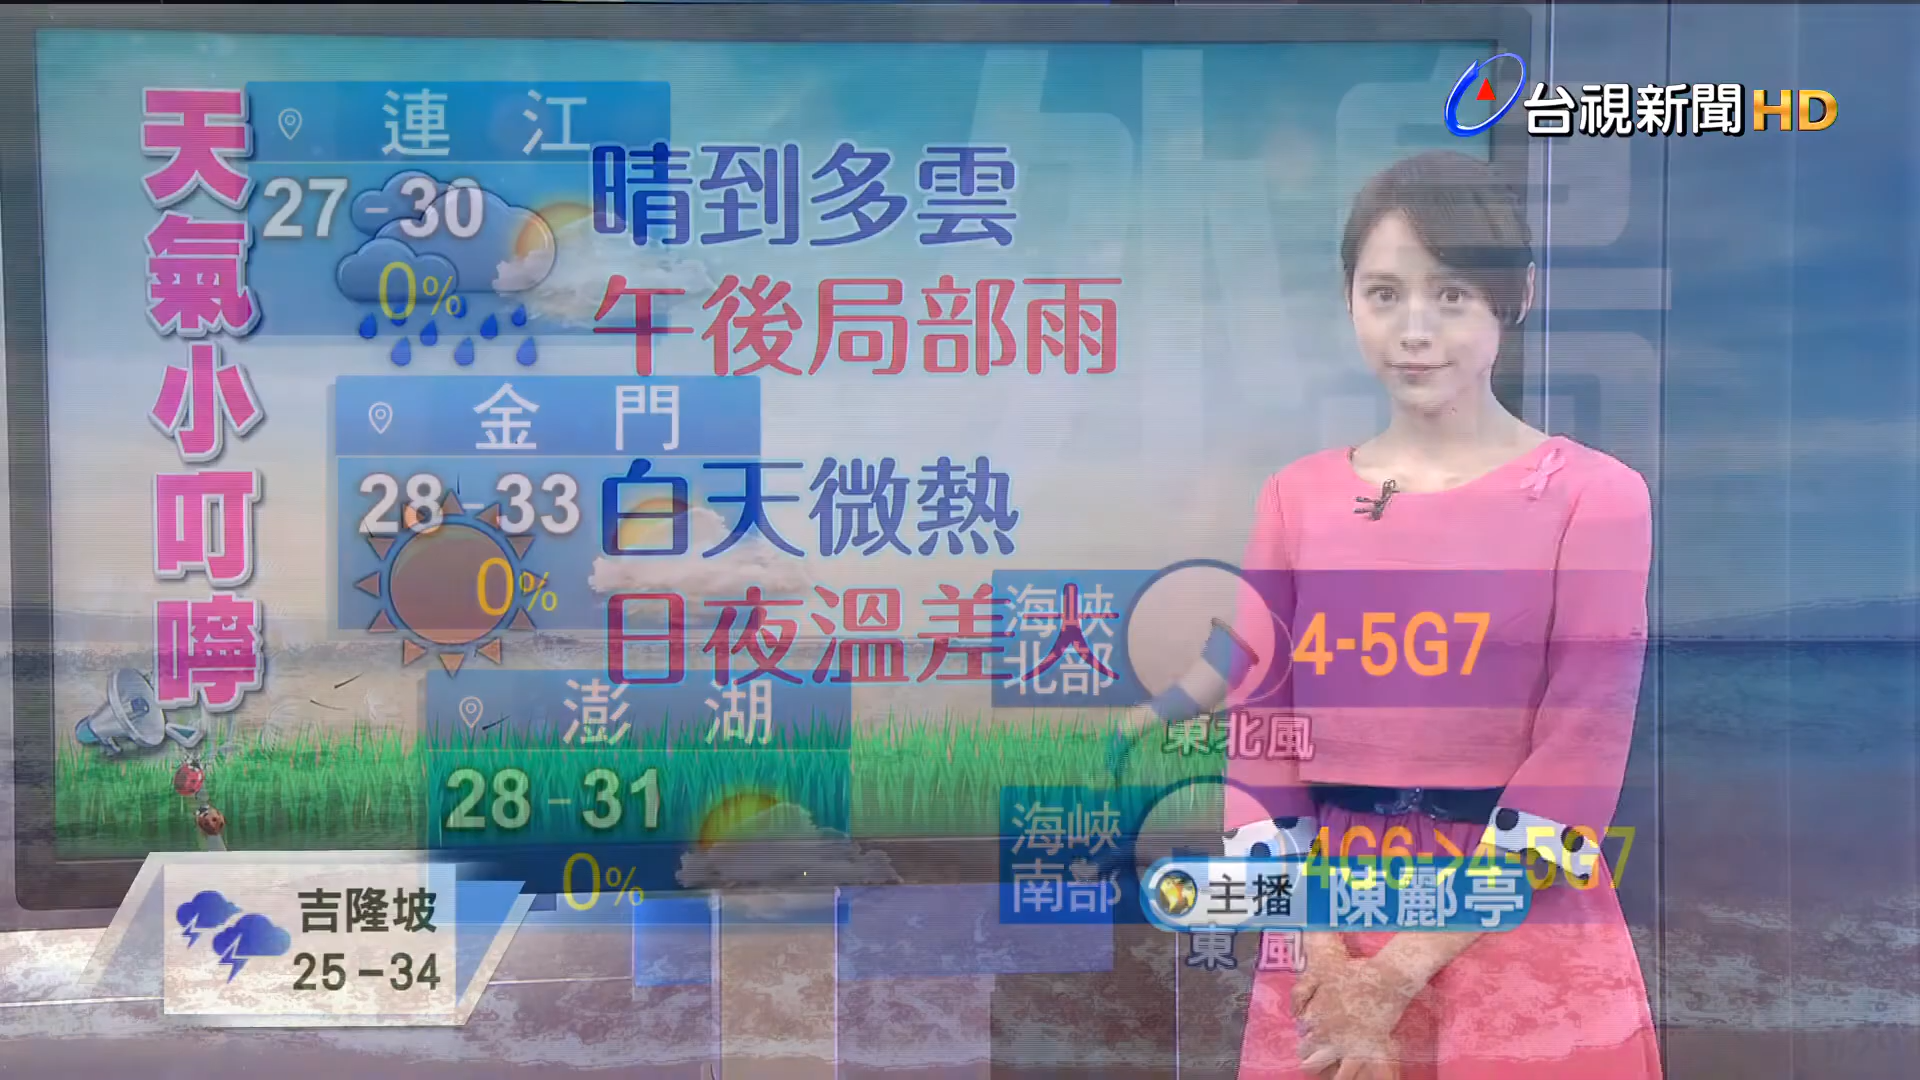 台視新聞HD
外島
天氣小叮嚀
連江
27-30
0%
晴到多雲
午後局部雨
金門
28-33
0%
白天微熱
日夜溫差大
澎湖
28-31
0%
海峽北部
4-5G7
東北風
海峽南部
4G6->4-5G7
東風
主播 陳酈亭
吉隆坡
25-34